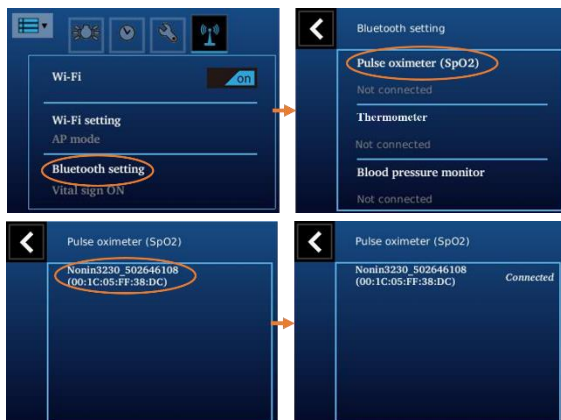 Wi-Fi
on
Wi-Fi setting
AP mode
Bluetooth setting
Vital sign ON
Bluetooth setting
Pulse oximeter (SpO2)
Not connected
Thermometer
Not connected
Blood pressure monitor
Not connected
Pulse oximeter (SpO2)
Nonin3230_502646108
(00:1C:05:FF:38:DC)
Pulse oximeter (SpO2)
Nonin3230_502646108
(00:1C:05:FF:38:DC) Connected